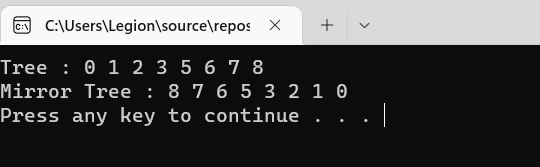 C:\Users\Legion\source\repos
Tree : 0 1 2 3 5 6 7 8
Mirror Tree : 8 7 6 5 3 2 1 0
Press any key to continue . . .